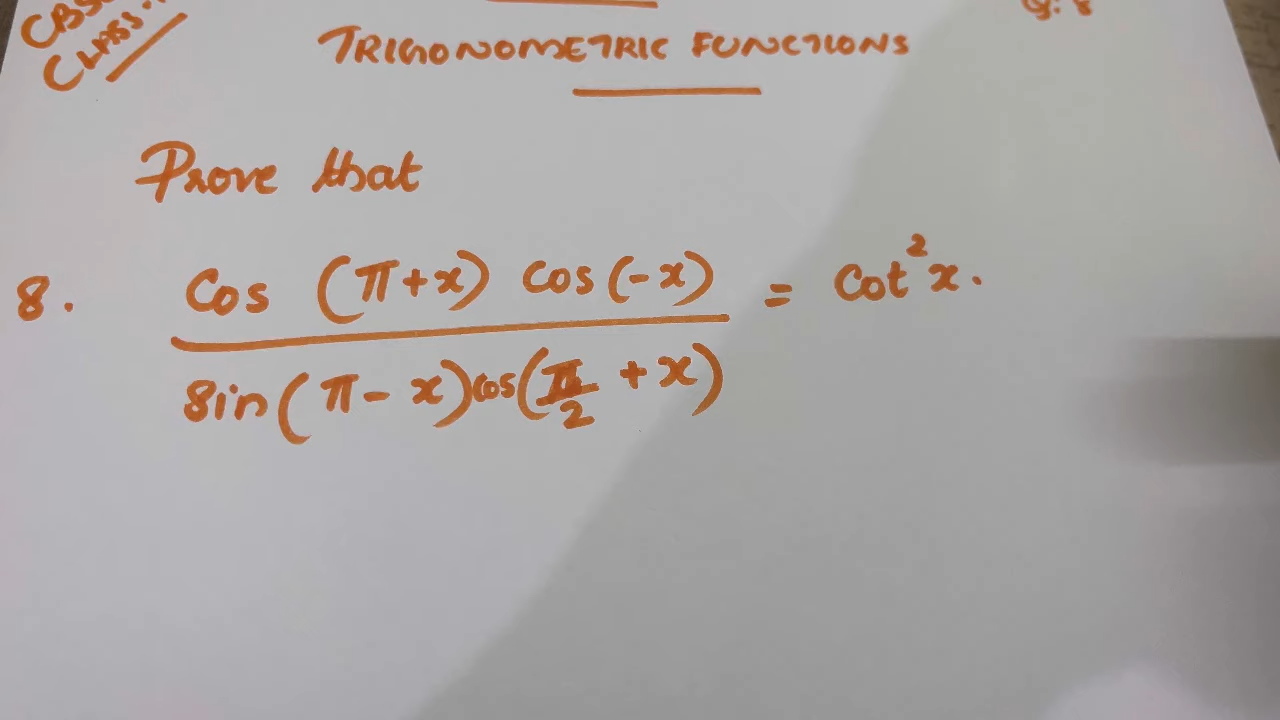 TRIGONOMETRIC FUNCTIONS
Prove that
8. Cos (π+x) Cos(-x) = Cot²x.
Sin(π-x)cos(π/2 +x)